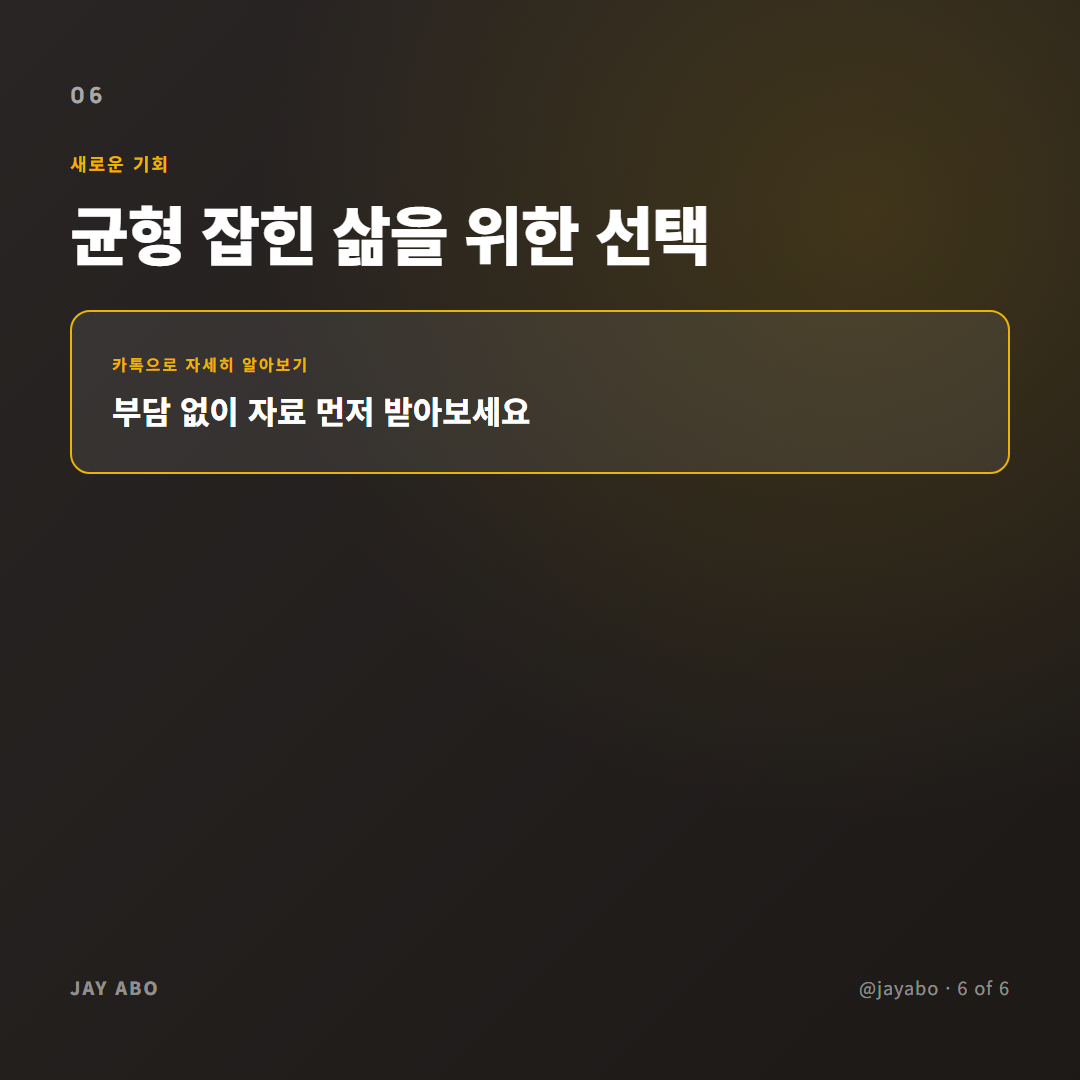 06
새로운 기회
균형 잡힌 삶을 위한 선택
카톡으로 자세히 알아보기
부담 없이 자료 먼저 받아보세요
JAY ABO
@jayabo · 6 of 6